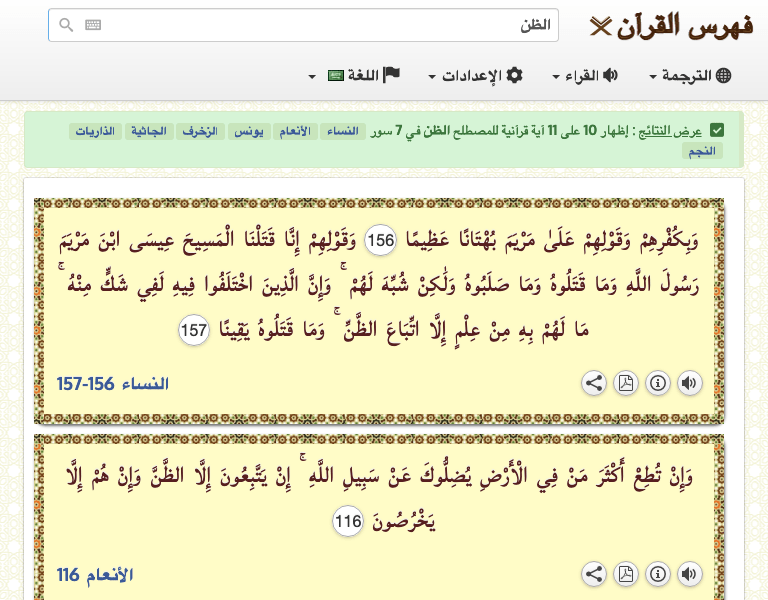 فهرس القرآن
الظن
الترجمة القراء الإعدادات اللغة
عرض النتائج : إظهار 10 على 11 آية قرآنية للمصطلح الظن في 7 سور النساء الأنعام يونس الزخرف الجاثية الذاريات
النجم
وَبِكُفْرِهِمْ وَقَوْلِهِمْ عَلَىٰ مَرْيَمَ بُهْتَانًا عَظِيمًا 156 وَقَوْلِهِمْ إِنَّا قَتَلْنَا الْمَسِيحَ عِيسَى ابْنَ مَرْيَمَ
رَسُولَ اللَّهِ وَمَا قَتَلُوهُ وَمَا صَلَبُوهُ وَلَٰكِنْ شُبِّهَ لَهُمْ ۚ وَإِنَّ الَّذِينَ اخْتَلَفُوا فِيهِ لَفِي شَكٍّ مِنْهُ ۚ
مَا لَهُمْ بِهِ مِنْ عِلْمٍ إِلَّا اتِّبَاعَ الظَّنِّ ۚ وَمَا قَتَلُوهُ يَقِينًا 157
النساء 156-157
وَإِنْ تُطِعْ أَكْثَرَ مَنْ فِي الْأَرْضِ يُضِلُّوكَ عَنْ سَبِيلِ اللَّهِ ۚ إِنْ يَتَّبِعُونَ إِلَّا الظَّنَّ وَإِنْ هُمْ إِلَّا
يَخْرُصُونَ 116
الأنعام 116